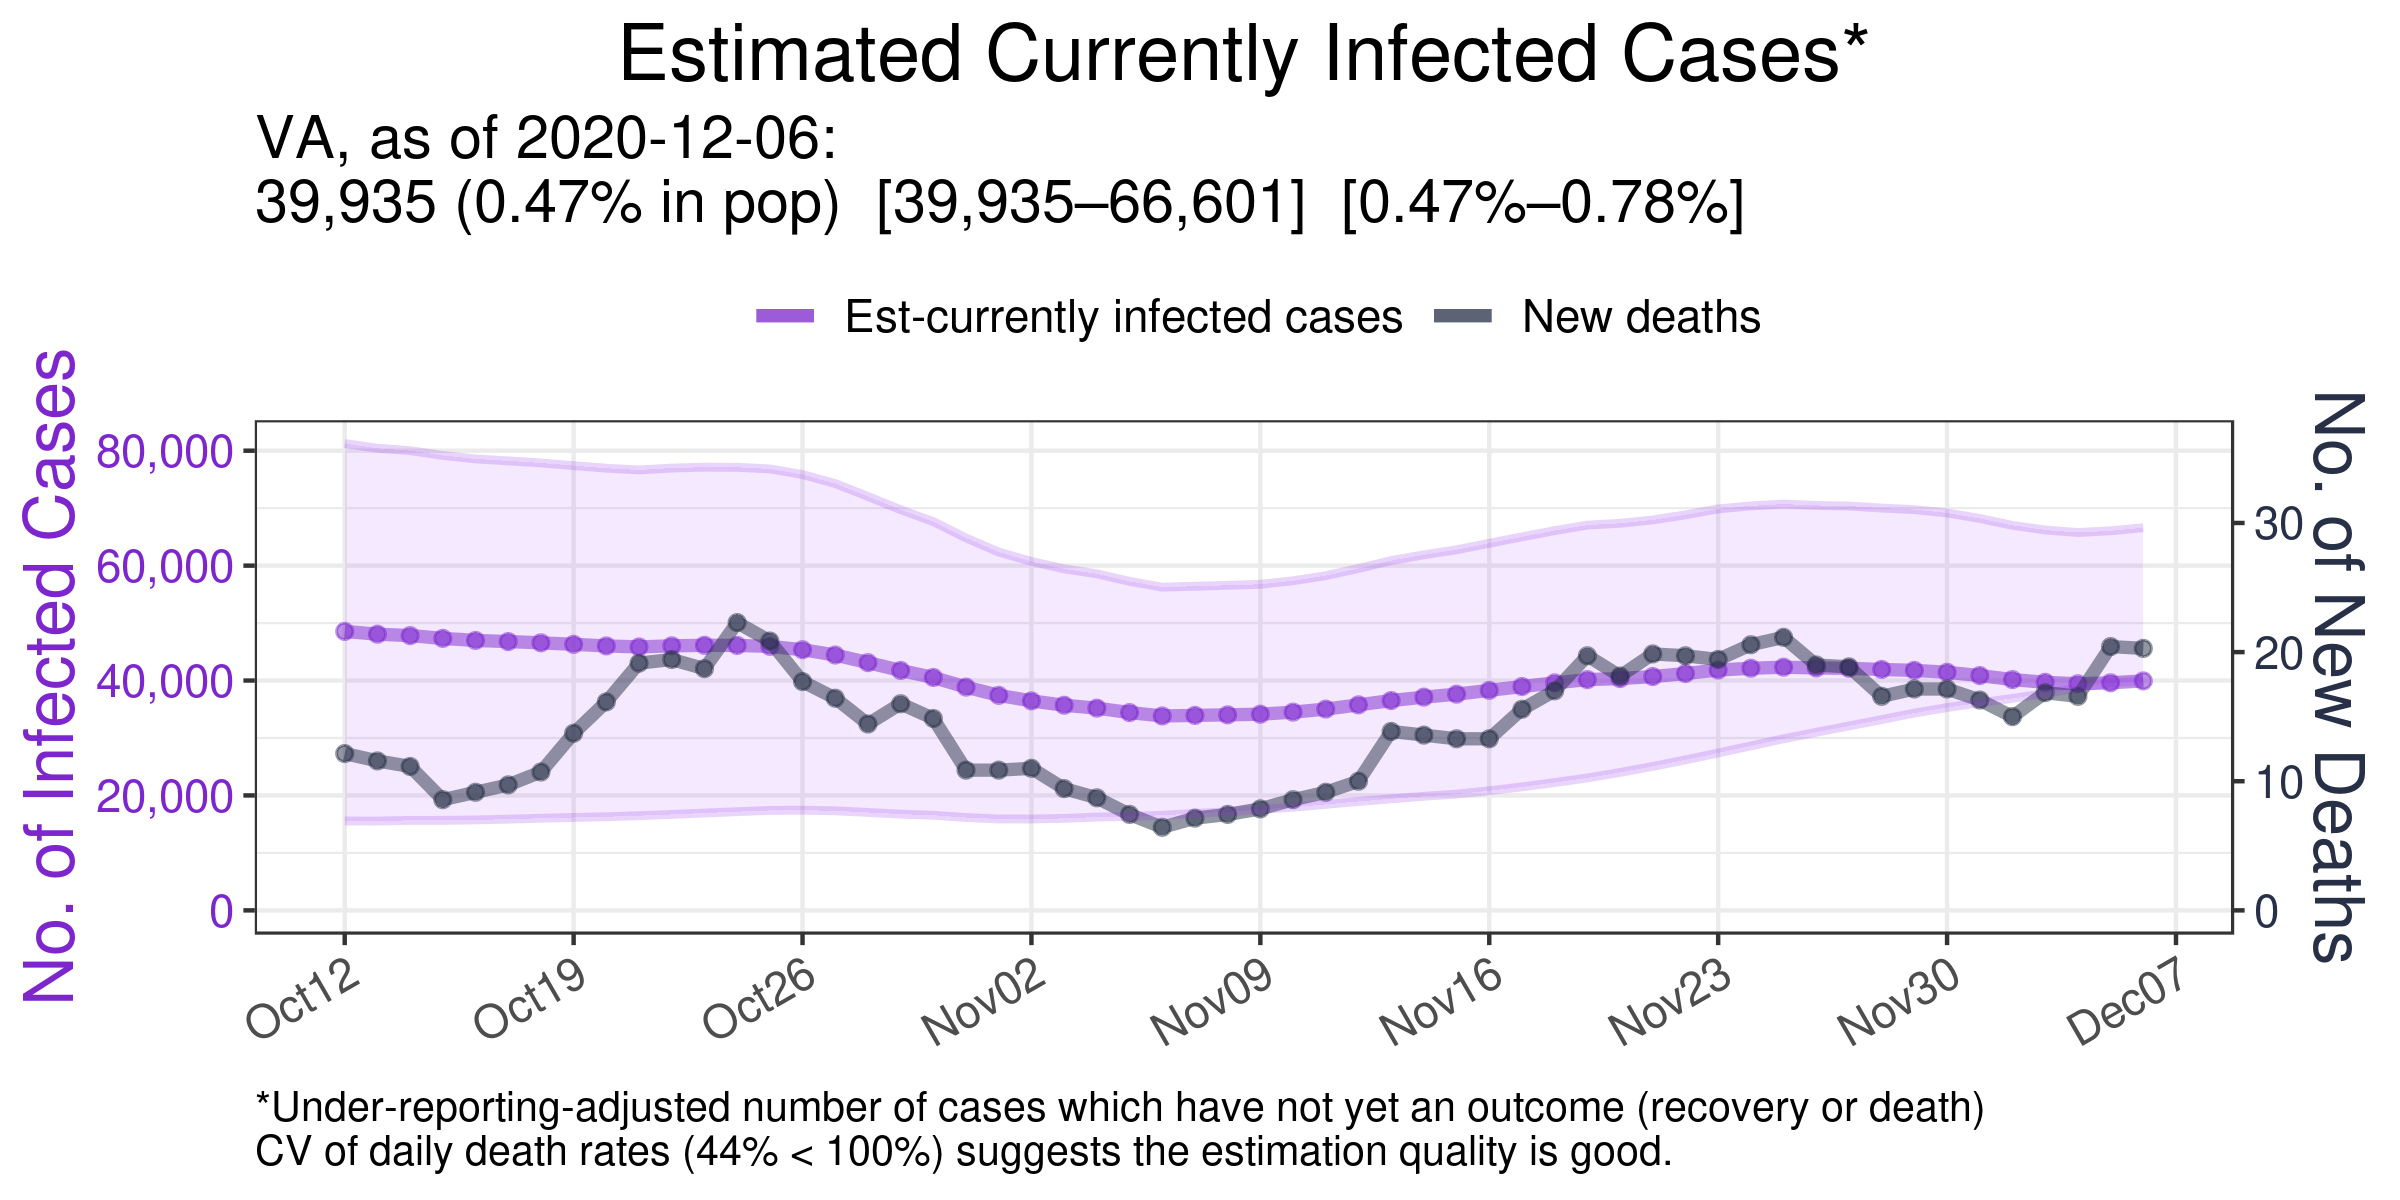 Estimated Currently Infected Cases*
VA, as of 2020-12-06:
39,935 (0.47% in pop)  [39,935–66,601]  [0.47%–0.78%]
Est-currently infected cases
New deaths
No. of Infected Cases
80,000
60,000
40,000
20,000
0
30
20
10
0
No. of New Deaths
Oct12
Oct19
Oct26
Nov02
Nov09
Nov16
Nov23
Nov30
Dec07
*Under-reporting-adjusted number of cases which have not yet an outcome (recovery or death)
CV of daily death rates (44% < 100%) suggests the estimation quality is good.